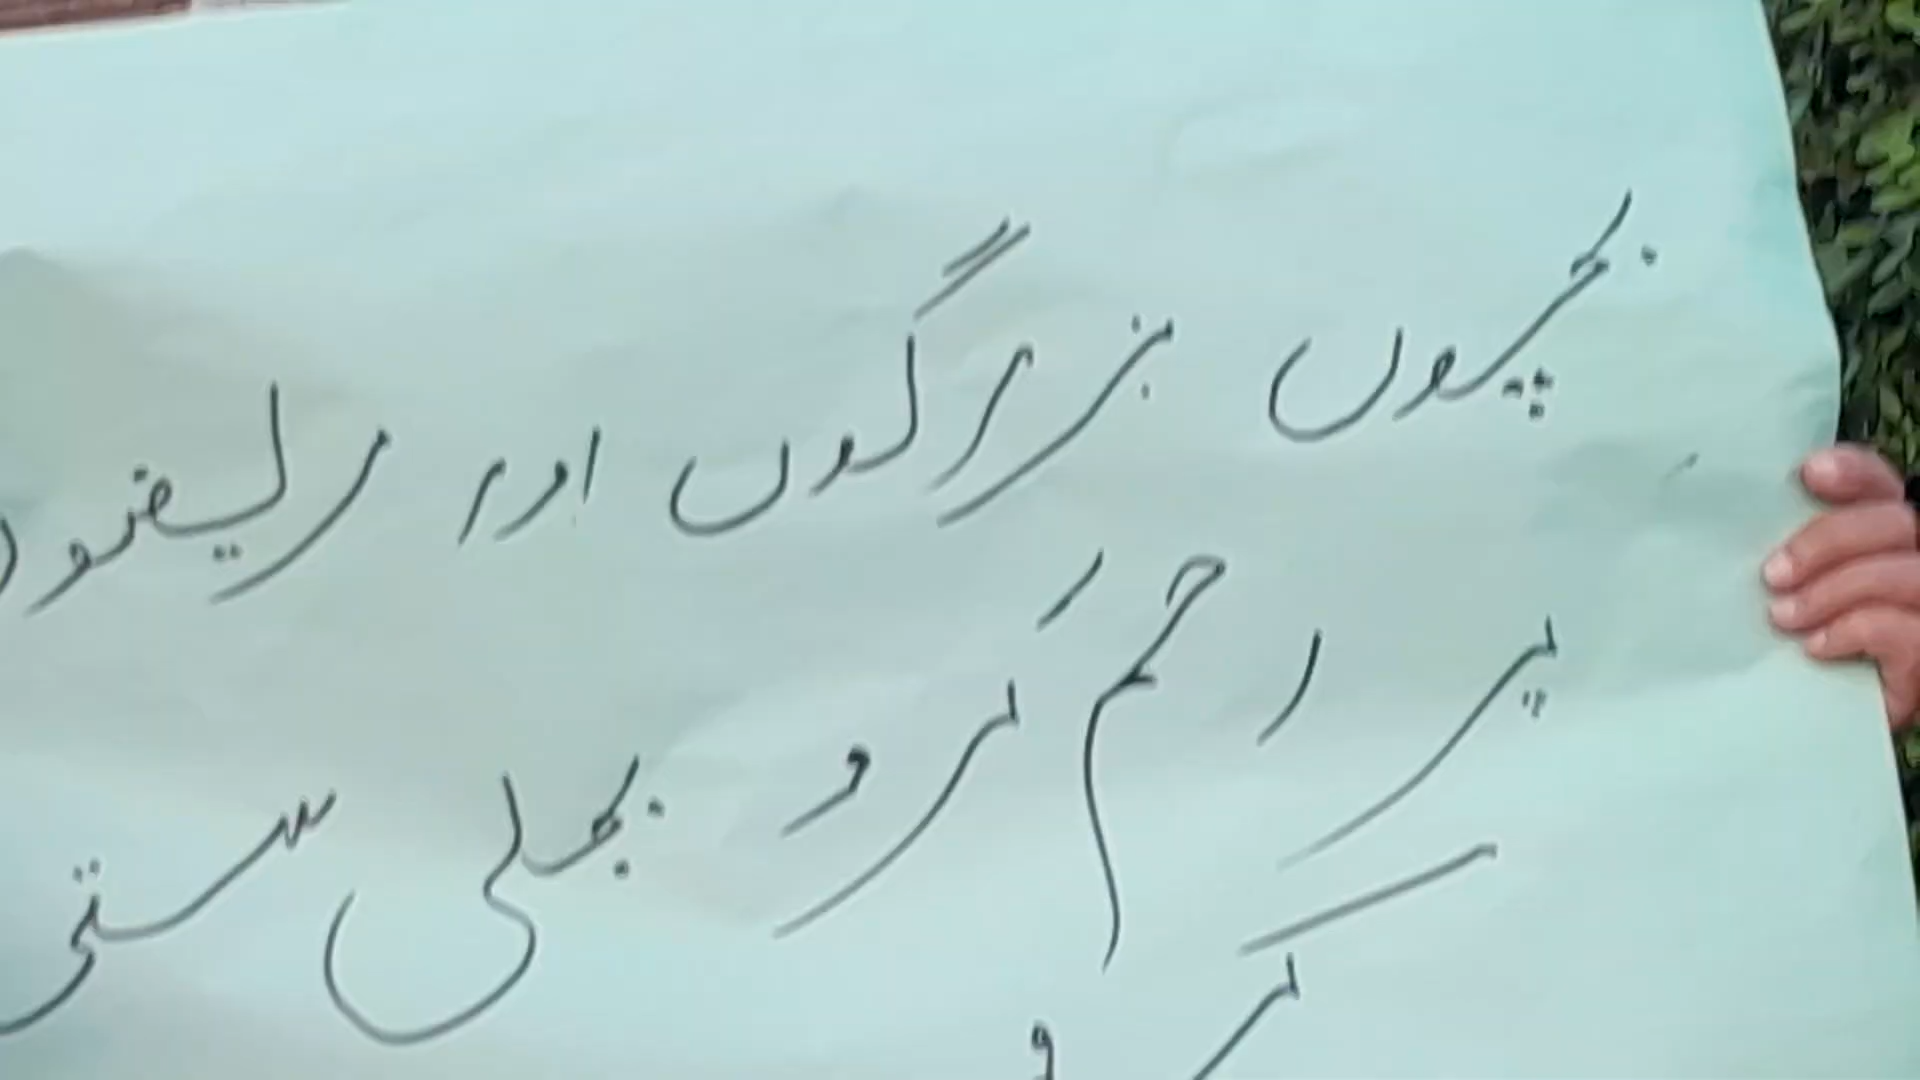 بچوں بزرگوں اور مریضوں
پر رحم کرو بجلی سستی
کرو